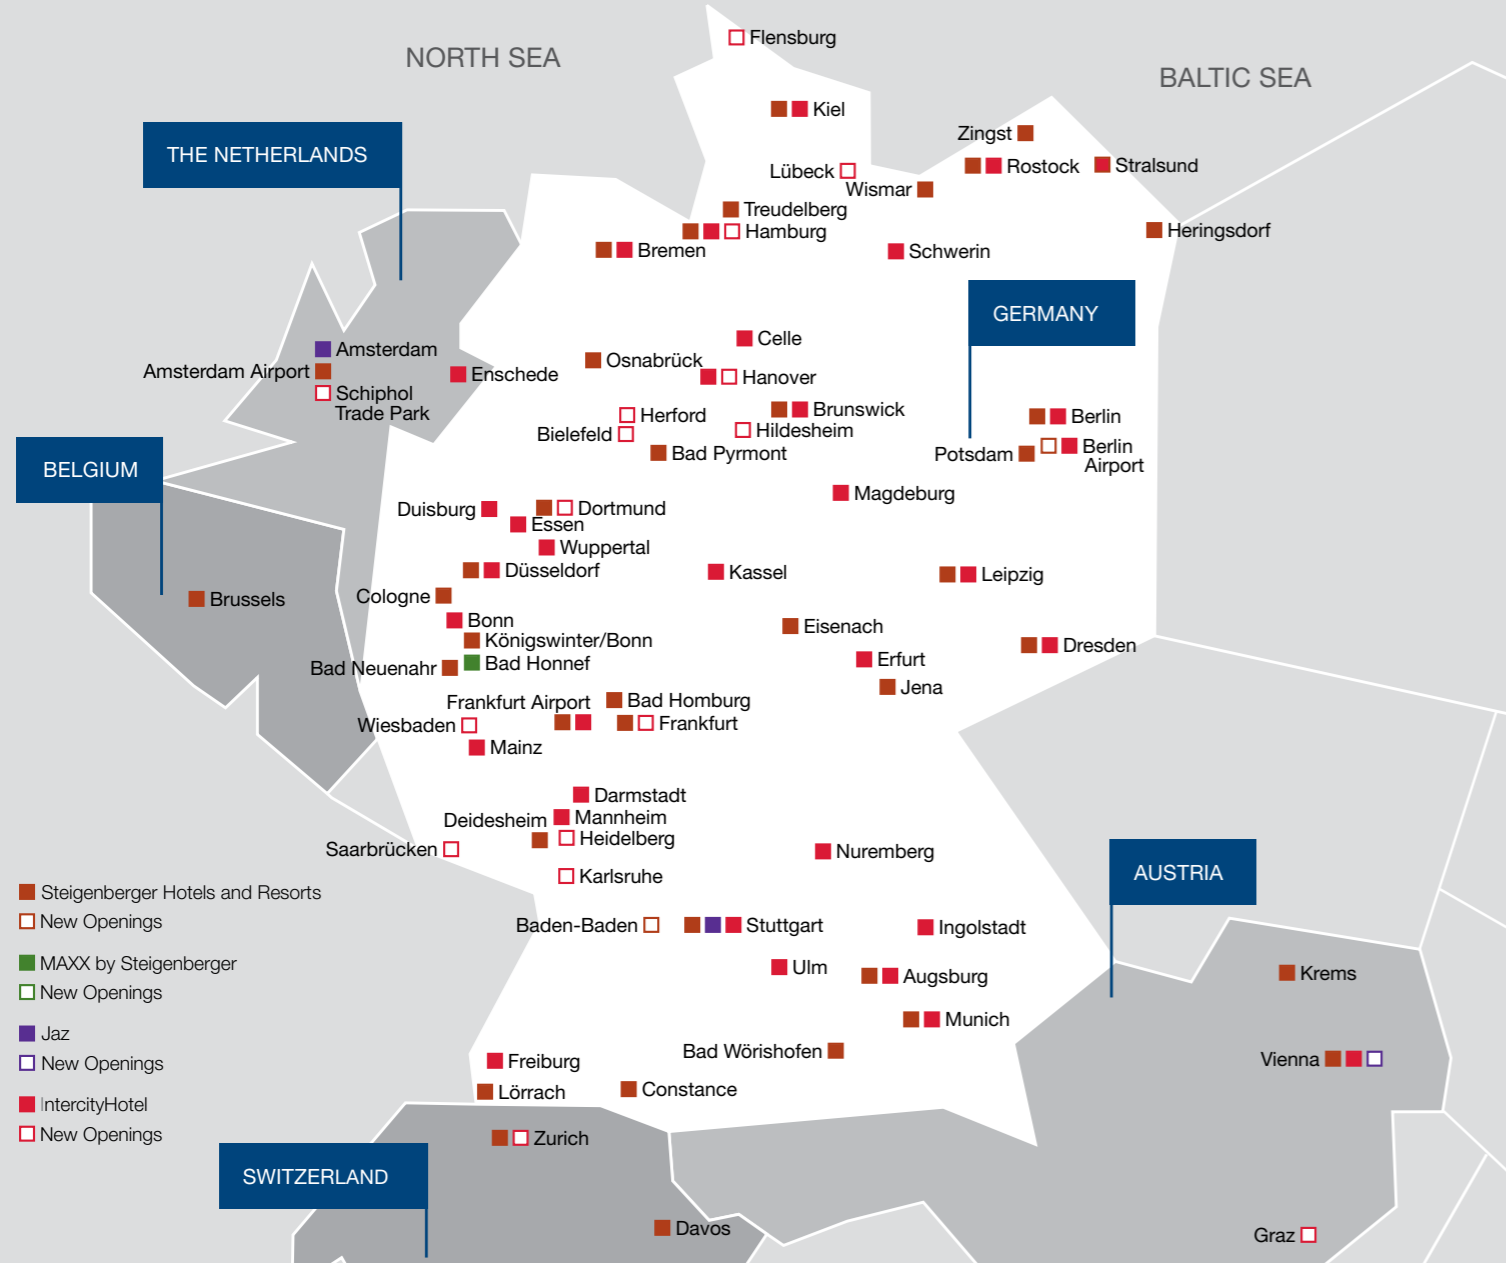 Flensburg
NORTH SEA
BALTIC SEA
Kiel
Zingst
THE NETHERLANDS
Rostock
Stralsund
Lübeck
Wismar
Treudelberg
Hamburg
Heringsdorf
Bremen
Schwerin
GERMANY
Celle
Amsterdam
Osnabrück
Amsterdam Airport
Enschede
Hanover
Schiphol
Trade Park
Herford
Brunswick
Berlin
Bielefeld
Hildesheim
Bad Pyrmont
Potsdam
Berlin
Airport
BELGIUM
Magdeburg
Duisburg
Dortmund
Essen
Wuppertal
Düsseldorf
Kassel
Leipzig
Cologne
Brussels
Bonn
Eisenach
Königswinter/Bonn
Dresden
Bad Neuenahr
Bad Honnef
Erfurt
Jena
Frankfurt Airport
Bad Homburg
Wiesbaden
Frankfurt
Mainz
Darmstadt
Deidesheim
Mannheim
Heidelberg
Saarbrücken
Nuremberg
Karlsruhe
AUSTRIA
Steigenberger Hotels and Resorts
New Openings
Baden-Baden
Stuttgart
Ingolstadt
MAXX by Steigenberger
New Openings
Ulm
Augsburg
Krems
Jaz
New Openings
Munich
Bad Wörishofen
Vienna
Freiburg
Lörrach
Constance
IntercityHotel
New Openings
Zurich
SWITZERLAND
Davos
Graz